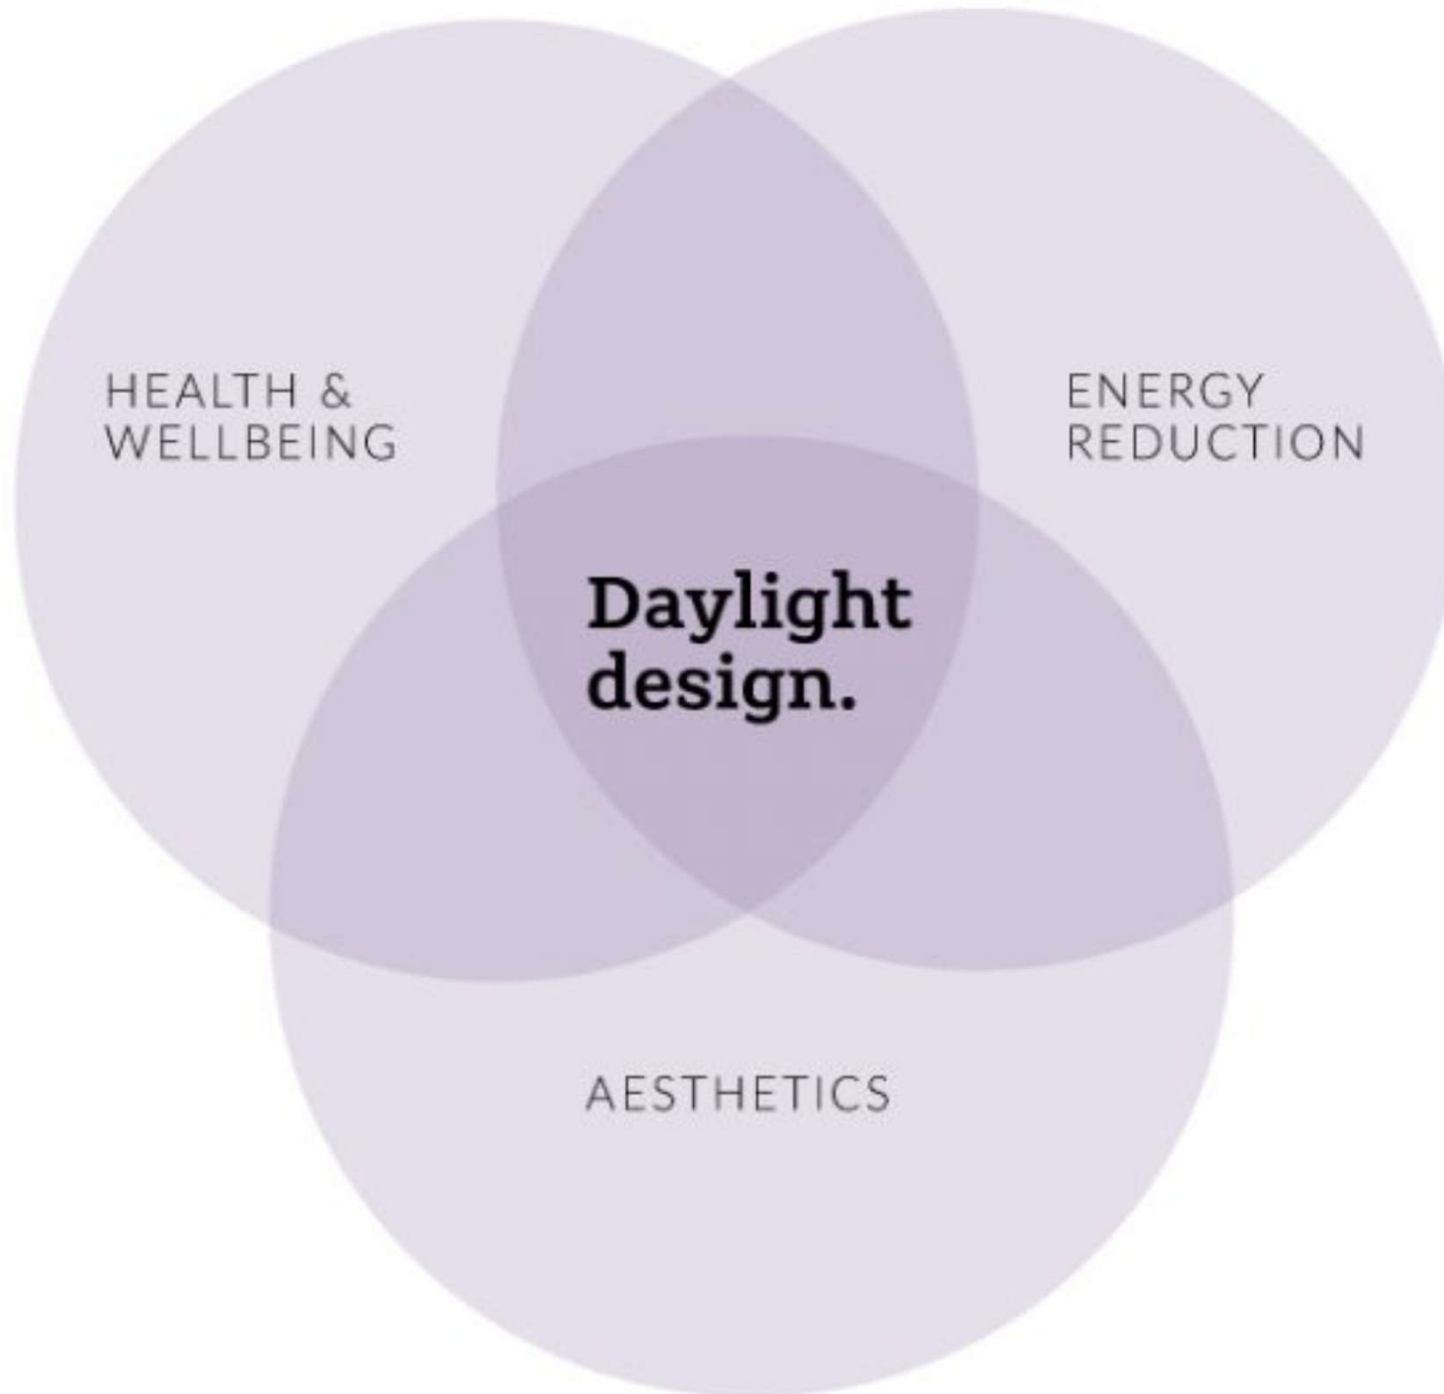 HEALTH &
WELLBEING
ENERGY
REDUCTION
Daylight
design.
AESTHETICS